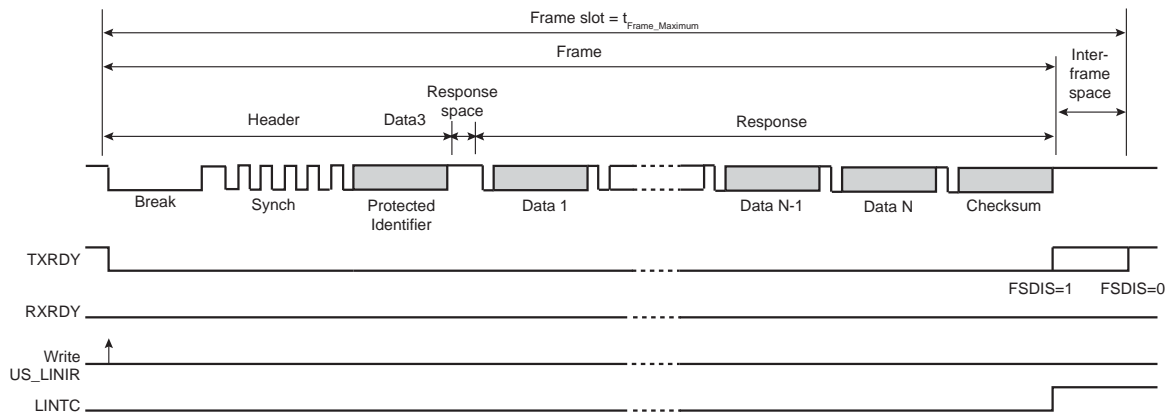 Frame slot = tFrame_Maximum
Frame
Inter-
frame
space
Response
space
Header
Data3
Response
Break
Synch
Protected
Identifier
Data 1
Data N-1
Data N
Checksum
TXRDY
FSDIS=1
FSDIS=0
RXRDY
Write
US_LINIR
LINTC